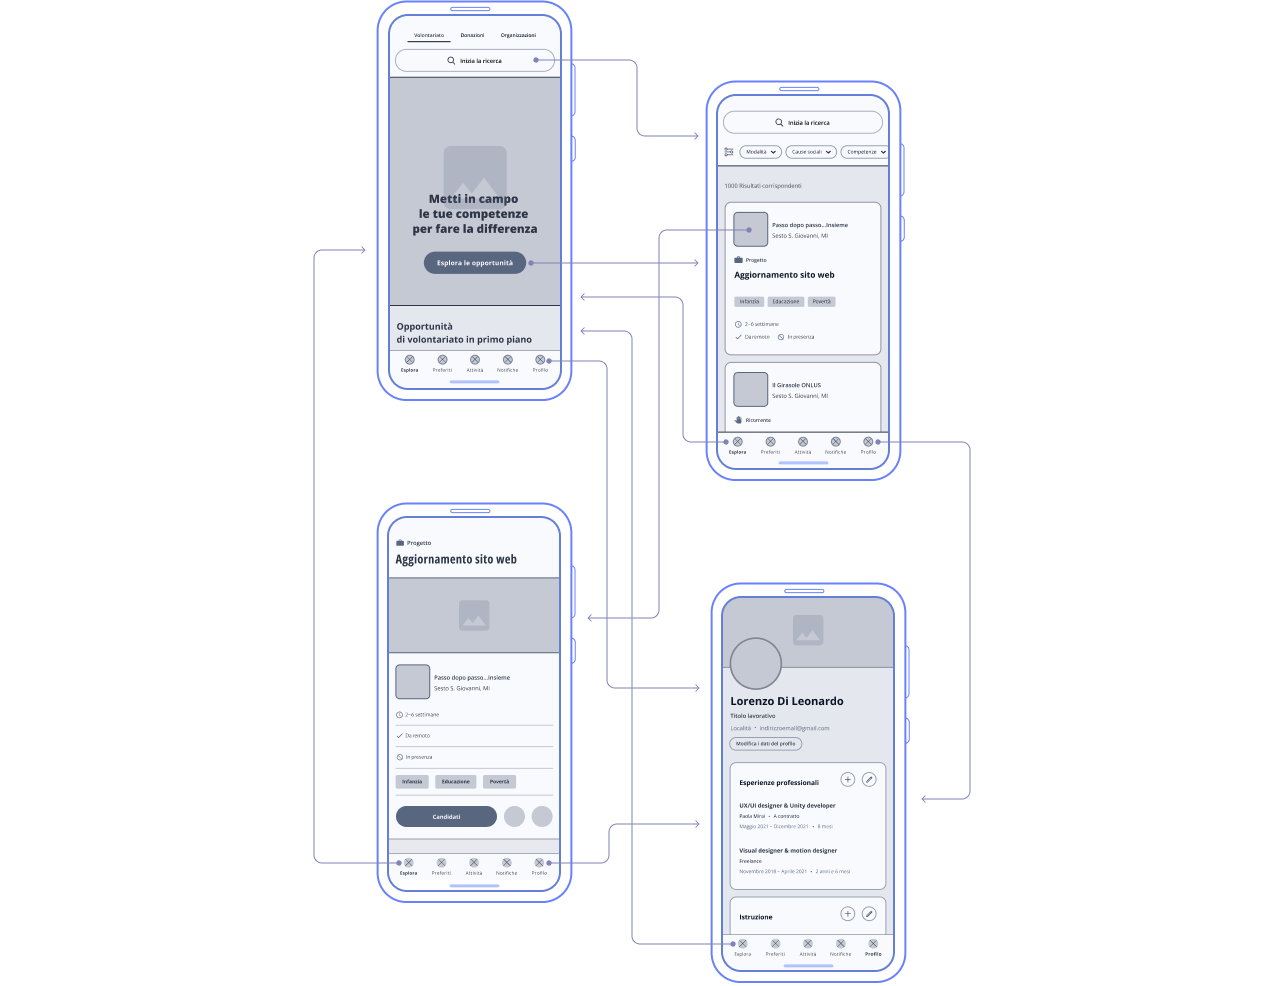 Volontariato Donazioni Organizzazioni
Inizia la ricerca
Metti in campo
le tue competenze
per fare la differenza
Esplora le opportunità
Opportunità
di volontariato in primo piano
Esplora Preferiti Attività Notifiche Profilo
Inizia la ricerca
Modalità Cause sociali Competenze
1000 Risultati corrispondenti
Passo dopo passo...Insieme
Sesto S. Giovanni, MI
Progetto
Aggiornamento sito web
Infanzia Educazione Povertà
2-6 settimane
Da remoto In presenza
Il Girasole ONLUS
Sesto S. Giovanni, MI
Ricorrente
Esplora Preferiti Attività Notifiche Profilo
Progetto
Aggiornamento sito web
Passo dopo passo...Insieme
Sesto S. Giovanni, MI
2-6 settimane
Da remoto
In presenza
Infanzia Educazione Povertà
Candidati
Esplora Preferiti Attività Notifiche Profilo
Lorenzo Di Leonardo
Titolo lavorativo
Località • indirizzoemail@gmail.com
Modifica i dati del profilo
Esperienze professionali
UX/UI designer & Unity developer
Paola Mirai • A contratto
Maggio 2021 - Dicembre 2021 • 8 mesi
Visual designer & motion designer
Freelance
Novembre 2018 - Aprile 2021 • 2 anni e 6 mesi
Istruzione
Esplora Preferiti Attività Notifiche Profilo